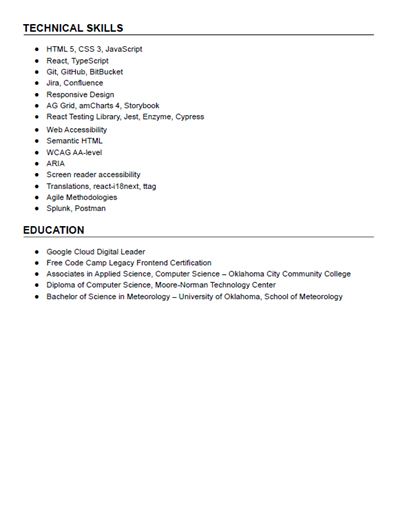 TECHNICAL SKILLS
● HTML 5, CSS 3, JavaScript
● React, TypeScript
● Git, GitHub, BitBucket
● Jira, Confluence
● Responsive Design
● AG Grid, amCharts 4, Storybook
● React Testing Library, Jest, Enzyme, Cypress
● Web Accessibility
● Semantic HTML
● WCAG AA-level
● ARIA
● Screen reader accessibility
● Translations, react-i18next, ttag
● Agile Methodologies
● Splunk, Postman
EDUCATION
● Google Cloud Digital Leader
● Free Code Camp Legacy Frontend Certification
● Associates in Applied Science, Computer Science – Oklahoma City Community College
● Diploma of Computer Science, Moore-Norman Technology Center
● Bachelor of Science in Meteorology – University of Oklahoma, School of Meteorology